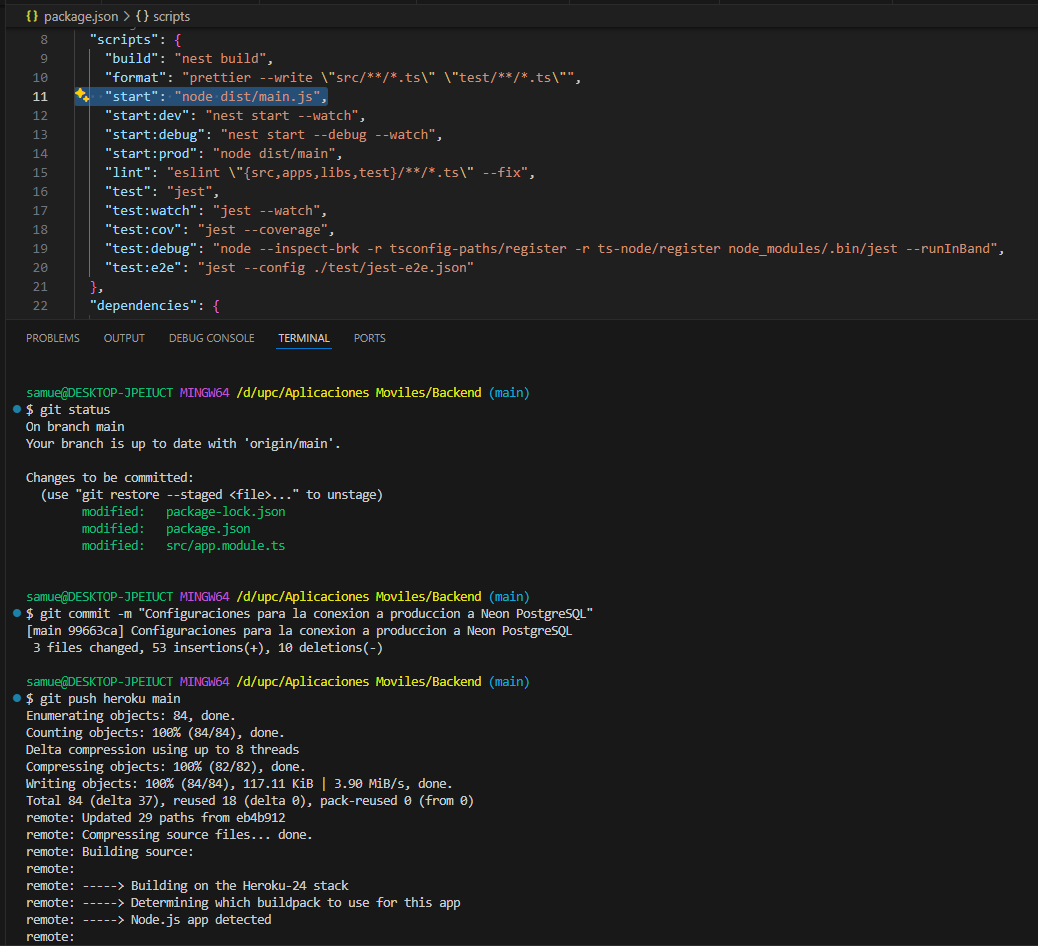 {} package.json > {} scripts
8 "scripts": {
9 "build": "nest build",
10 "format": "prettier --write \"src/**/*.ts\" \"test/**/*.ts\"",
11 "start": "node dist/main.js",
12 "start:dev": "nest start --watch",
13 "start:debug": "nest start --debug --watch",
14 "start:prod": "node dist/main",
15 "lint": "eslint \"{src,apps,libs,test}/**/*.ts\" --fix",
16 "test": "jest",
17 "test:watch": "jest --watch",
18 "test:cov": "jest --coverage",
19 "test:debug": "node --inspect-brk -r tsconfig-paths/register -r ts-node/register node_modules/.bin/jest --runInBand",
20 "test:e2e": "jest --config ./test/jest-e2e.json"
21 },
22 "dependencies": {
PROBLEMS OUTPUT DEBUG CONSOLE TERMINAL PORTS
samue@DESKTOP-JPEIUCT MINGW64 /d/upc/Aplicaciones Moviles/Backend (main)
$ git status
On branch main
Your branch is up to date with 'origin/main'.
Changes to be committed:
(use "git restore --staged <file>..." to unstage)
modified: package-lock.json
modified: package.json
modified: src/app.module.ts
samue@DESKTOP-JPEIUCT MINGW64 /d/upc/Aplicaciones Moviles/Backend (main)
$ git commit -m "Configuraciones para la conexion a produccion a Neon PostgreSQL"
[main 99663ca] Configuraciones para la conexion a produccion a Neon PostgreSQL
3 files changed, 53 insertions(+), 10 deletions(-)
samue@DESKTOP-JPEIUCT MINGW64 /d/upc/Aplicaciones Moviles/Backend (main)
$ git push heroku main
Enumerating objects: 84, done.
Counting objects: 100% (84/84), done.
Delta compression using up to 8 threads
Compressing objects: 100% (82/82), done.
Writing objects: 100% (84/84), 117.11 KiB | 3.90 MiB/s, done.
Total 84 (delta 37), reused 18 (delta 0), pack-reused 0 (from 0)
remote: Updated 29 paths from eb4b912
remote: Compressing source files... done.
remote: Building source:
remote:
remote: -----> Building on the Heroku-24 stack
remote: -----> Determining which buildpack to use for this app
remote: -----> Node.js app detected
remote: